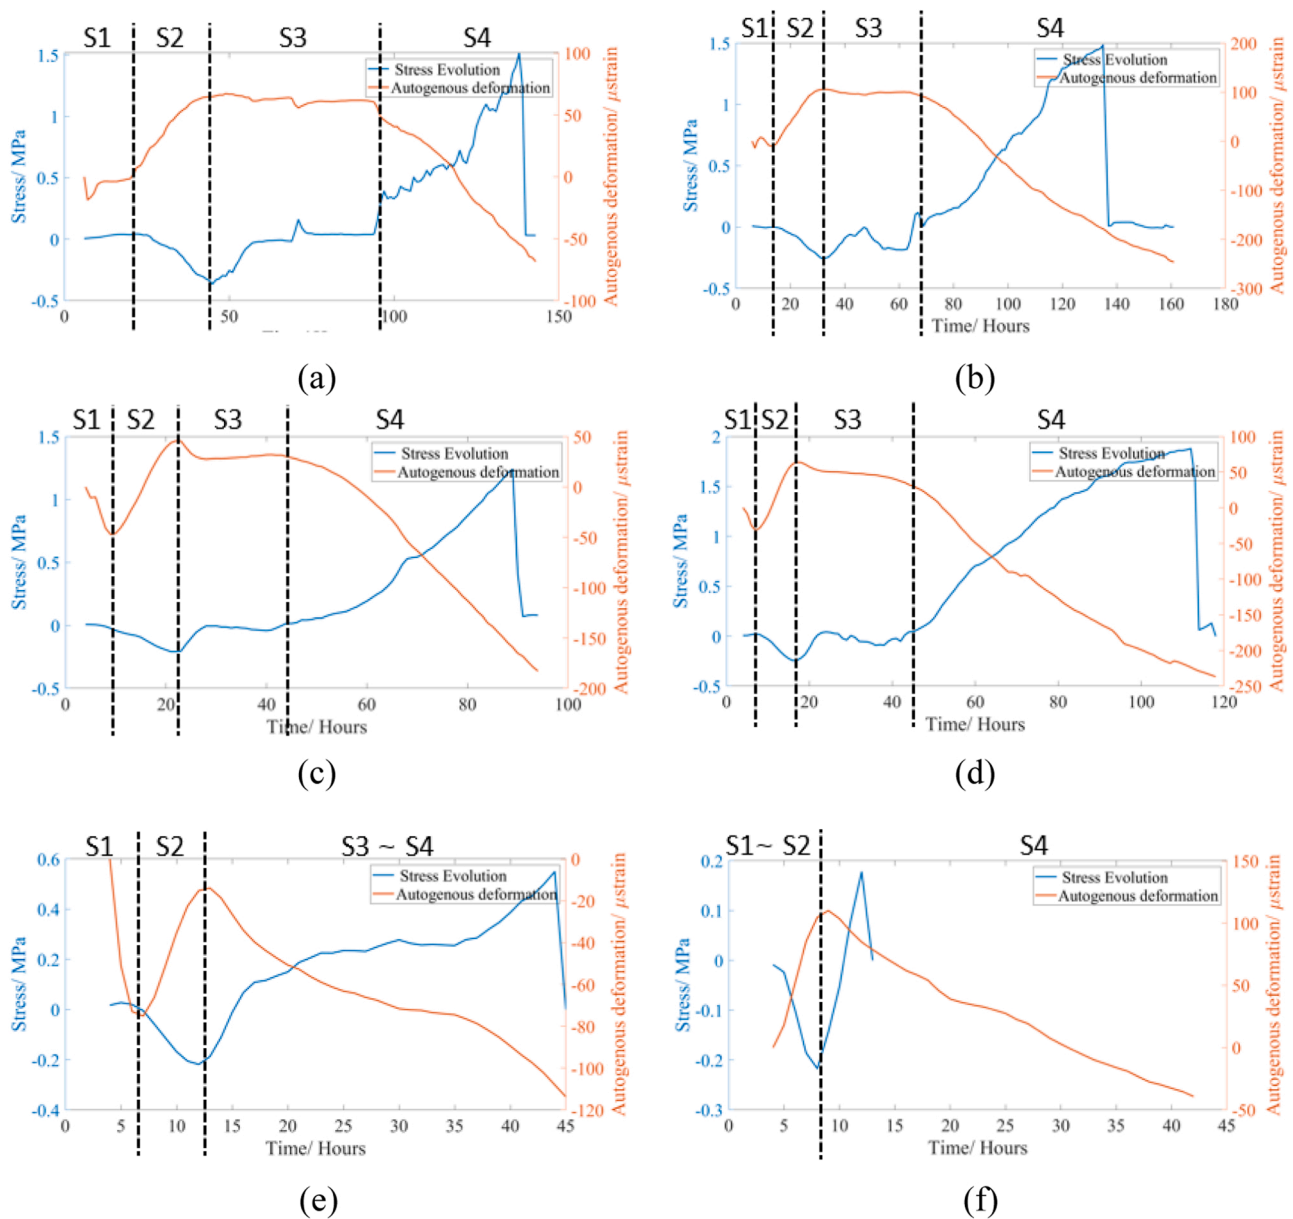 S1 S2 S3 S4
Stress Evolution
Autogenous deformation
Stress/ MPa
1.5
1
0.5
0
-0.5
Autogenous deformation/ μstrain
100
50
0
-50
-100
0 50 100 150
(a)
S1 S2 S3 S4
Stress Evolution
Autogenous deformation
Stress/ MPa
1.5
1
0.5
0
-0.5
Autogenous deformation/ μstrain
200
100
0
-100
-200
-300
0 20 40 60 80 100 120 140 160 180
Time/ Hours
(b)
S1 S2 S3 S4
Stress Evolution
Autogenous deformation
Stress/ MPa
1.5
1
0.5
0
-0.5
Autogenous deformation/ μstrain
50
0
-50
-100
-150
-200
0 20 40 60 80 100
Time/ Hours
(c)
S1 S2 S3 S4
Stress Evolution
Autogenous deformation
Stress/ MPa
2
1.5
1
0.5
0
-0.5
Autogenous deformation/ μstrain
100
50
0
-50
-100
-150
-200
-250
0 20 40 60 80 100 120
Time/ Hours
(d)
S1 S2 S3 ~ S4
Stress Evolution
Autogenous deformation
Stress/ MPa
0.6
0.4
0.2
0
-0.2
-0.4
Autogenous deformation/ μstrain
0
-20
-40
-60
-80
-100
-120
0 5 10 15 20 25 30 35 40 45
Time/ Hours
(e)
S1~ S2 S4
Stress Evolution
Autogenous deformation
Stress/ MPa
0.2
0.1
0
-0.1
-0.2
-0.3
Autogenous deformation/ μstrain
150
100
50
0
-50
0 5 10 15 20 25 30 35 40 45
Time/ Hours
(f)